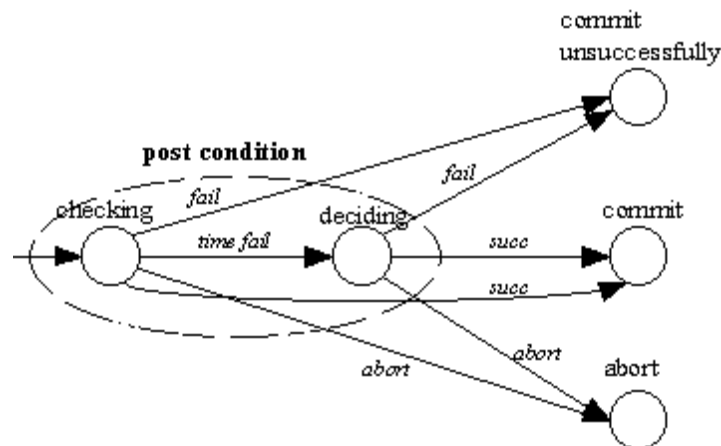 commit
unsuccessfully
post condition
fail
fail
checking
deciding
commit
time fail
succ
succ
abort
abort
abort